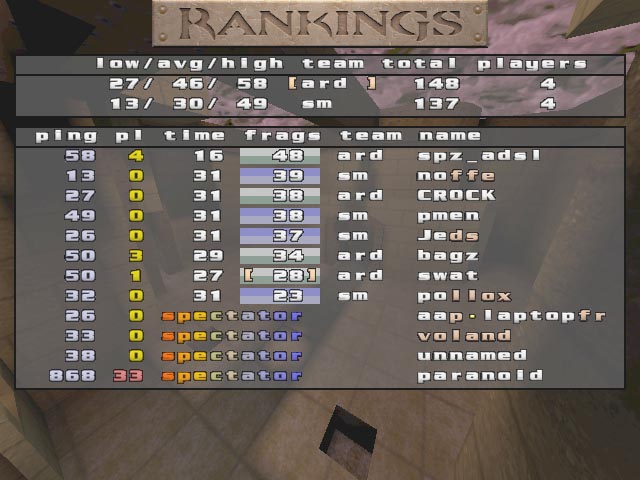 RANKINGS
low/avg/high team total players
27/ 46/ 58 [ard ] 148 4
13/ 30/ 49 sm 137 4
ping pl time frags team name
58 4 16 48 ard spz_adsl
13 0 31 39 sm noffe
27 0 31 38 ard CROCK
49 0 31 38 sm pmen
26 0 31 37 sm Jeds
50 3 29 34 ard bagz
50 1 27 [ 28] ard swat
32 0 31 23 sm pollox
26 0 spectator aap·laptopfr
33 0 spectator voland
38 0 spectator unnamed
868 33 spectator paranoid